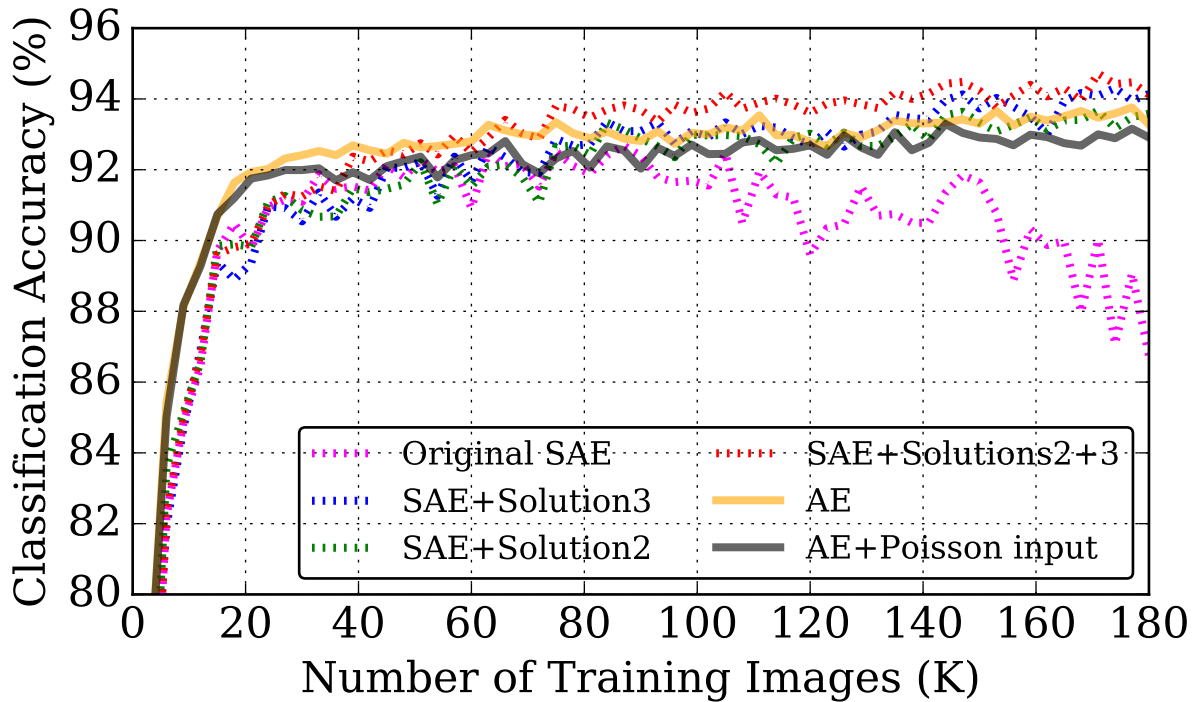 Classification Accuracy (%)
96
94
92
90
88
86
84
82
80
Original SAE
SAE+Solution3
SAE+Solution2
SAE+Solutions2+3
AE
AE+Poisson input
0 20 40 60 80 100 120 140 160 180
Number of Training Images (K)